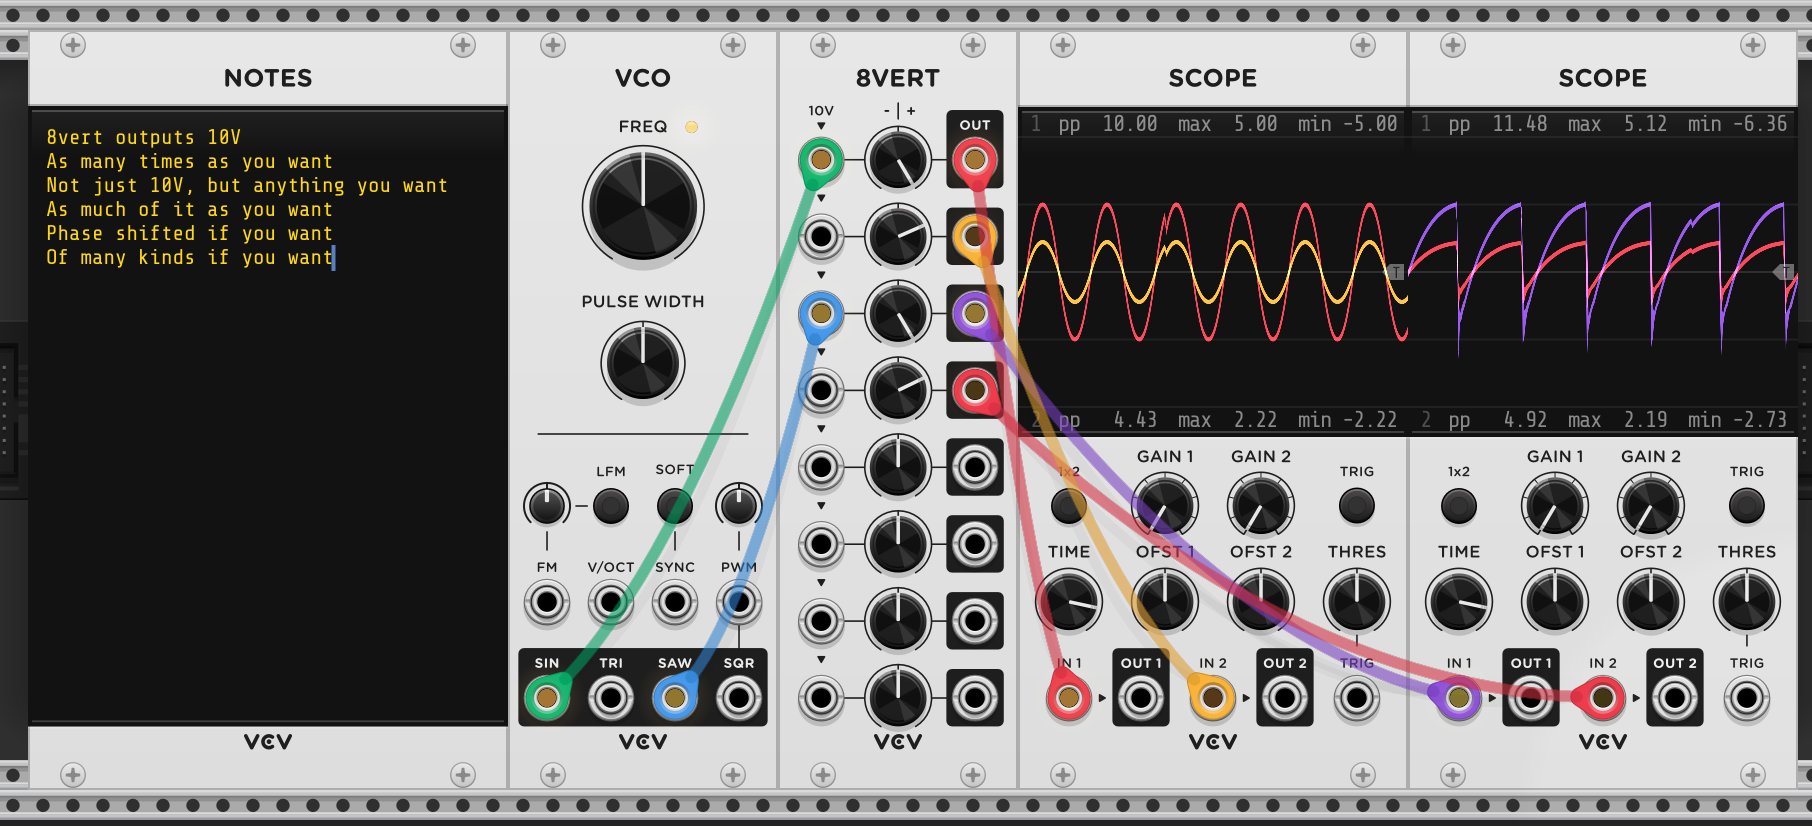 NOTES
8vert outputs 10V
As many times as you want
Not just 10V, but anything you want
As much of it as you want
Phase shifted if you want
Of many kinds if you want
VCV
VCO
FREQ
PULSE WIDTH
LFM SOFT
FM V/OCT SYNC PWM
SIN TRI SAW SQR
VCV
8VERT
10V - | +
OUT
VCV
SCOPE
1 pp 10.00 max 5.00 min -5.00
T
2 pp 4.43 max 2.22 min -2.22
1x2 GAIN 1 GAIN 2 TRIG
TIME OFST 1 OFST 2 THRES
IN 1 OUT 1 IN 2 OUT 2 TRIG
VCV
SCOPE
1 pp 11.48 max 5.12 min -6.36
T
2 pp 4.92 max 2.19 min -2.73
1x2 GAIN 1 GAIN 2 TRIG
TIME OFST 1 OFST 2 THRES
IN 1 OUT 1 IN 2 OUT 2 TRIG
VCV